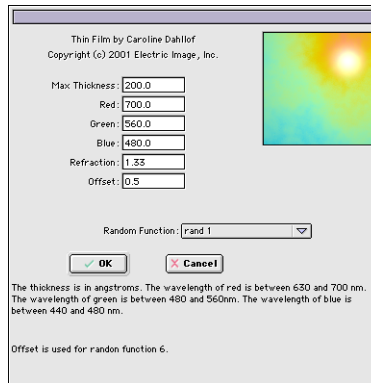 Thin Film by Caroline Dahllof
Copyright (c) 2001 Electric Image, Inc.
Max Thickness: 200.0
Red: 700.0
Green: 560.0
Blue: 480.0
Refraction: 1.33
Offset: 0.5
Random Function: rand 1
OK Cancel
The thickness is in angstroms. The wavelength of red is between 630 and 700 nm.
The wavelength of green is between 480 and 560nm. The wavelength of blue is
between 440 and 480 nm.
Offset is used for randon function 6.